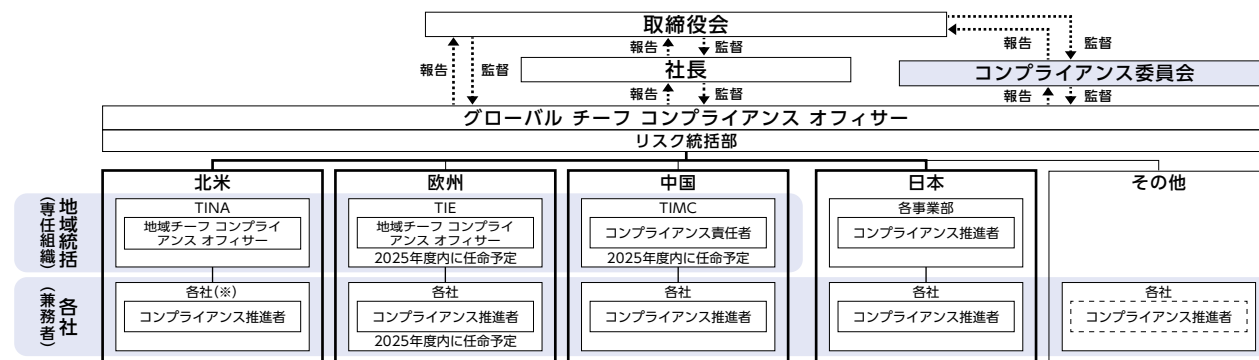 取締役会
報告 監督
報告 監督
報告 監督
社長
コンプライアンス委員会
報告 監督
報告 監督
グローバル チーフ コンプライアンス オフィサー
リスク統括部
北米
欧州
中国
日本
その他
地域統括
（専任組織）
TINA
地域チーフ コンプライ
アンス オフィサー
TIE
地域チーフ コンプライ
アンス オフィサー
2025年度内に任命予定
TIMC
コンプライアンス責任者
2025年度内に任命予定
各事業部
コンプライアンス推進者
各社
（兼務者）
各社(※)
コンプライアンス推進者
各社
コンプライアンス推進者
2025年度内に任命予定
各社
コンプライアンス推進者
各社
コンプライアンス推進者
各社
コンプライアンス推進者